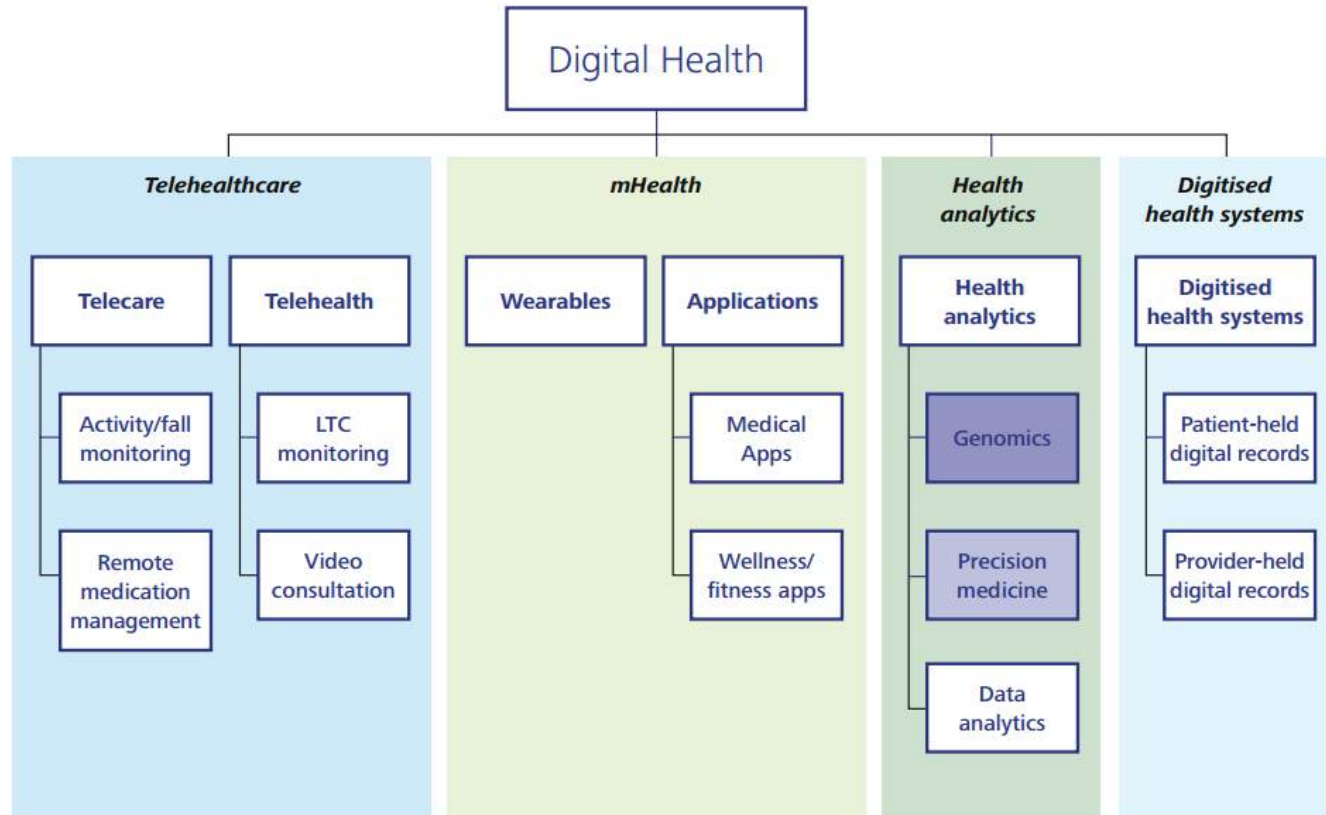 Digital Health
Telehealthcare
Telecare
Activity/fall
monitoring
Remote
medication
management
Telehealth
LTC
monitoring
Video
consultation
mHealth
Wearables
Applications
Medical
Apps
Wellness/
fitness apps
Health
analytics
Health
analytics
Genomics
Precision
medicine
Data
analytics
Digitised
health systems
Digitised
health systems
Patient-held
digital records
Provider-held
digital records